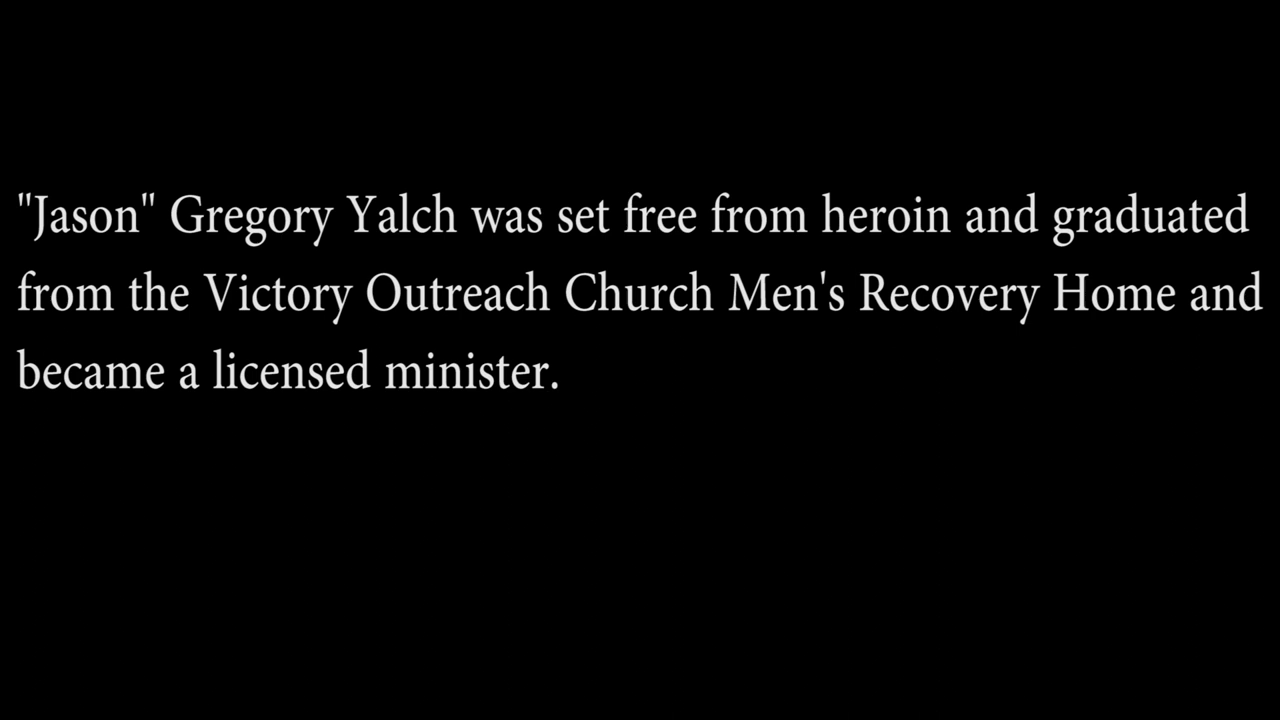 "Jason" Gregory Yalch was set free from heroin and graduated
from the Victory Outreach Church Men's Recovery Home and
became a licensed minister.